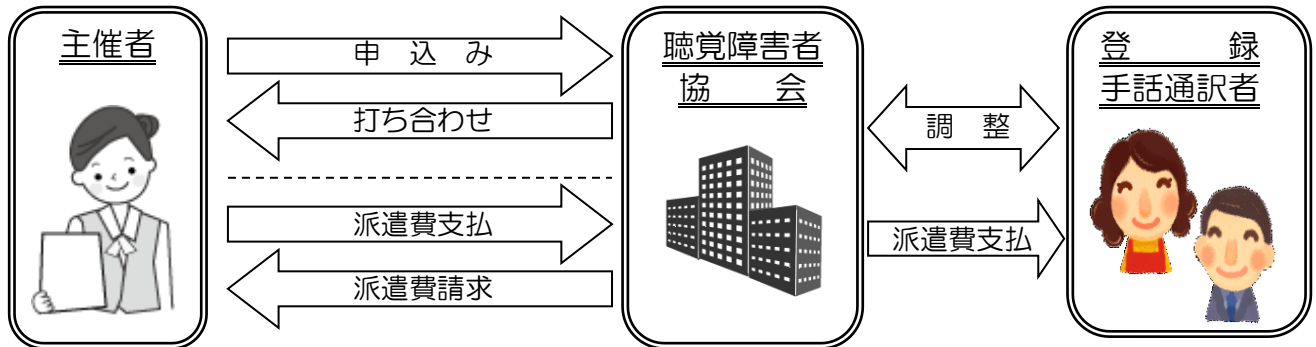 主催者
申　込　み
打ち合わせ
派遣費支払
派遣費請求
聴覚障害者
協　　会
調　整
派遣費支払
登　　　録
手話通訳者